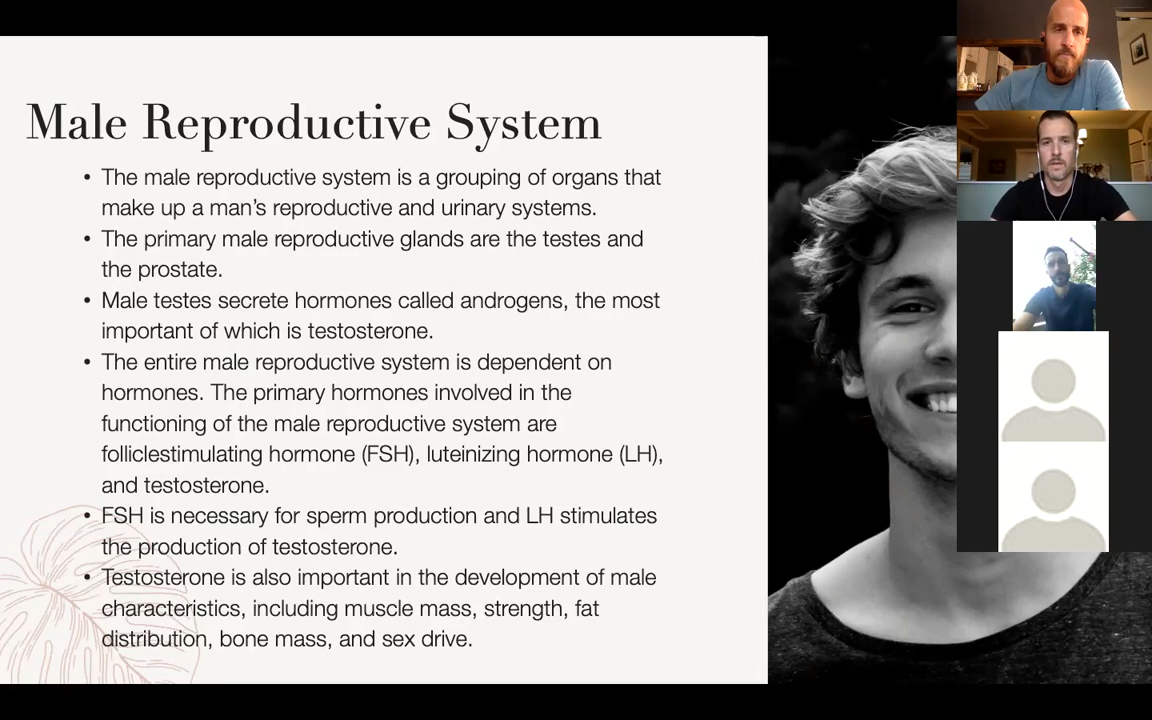 Male Reproductive System
• The male reproductive system is a grouping of organs that
make up a man’s reproductive and urinary systems.
• The primary male reproductive glands are the testes and
the prostate.
• Male testes secrete hormones called androgens, the most
important of which is testosterone.
• The entire male reproductive system is dependent on
hormones. The primary hormones involved in the
functioning of the male reproductive system are
folliclestimulating hormone (FSH), luteinizing hormone (LH),
and testosterone.
• FSH is necessary for sperm production and LH stimulates
the production of testosterone.
• Testosterone is also important in the development of male
characteristics, including muscle mass, strength, fat
distribution, bone mass, and sex drive.